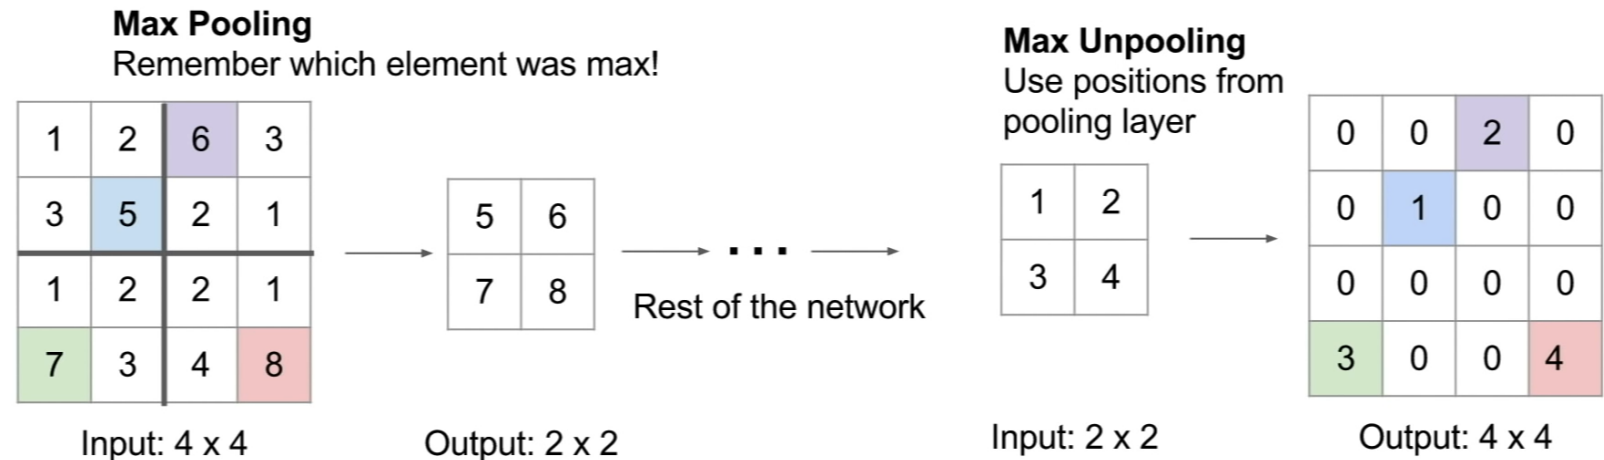 Max Pooling
Remember which element was max!
1 2 6 3
3 5 2 1
1 2 2 1
7 3 4 8
Input: 4 x 4
5 6
7 8
Output: 2 x 2
...
Rest of the network
Max Unpooling
Use positions from
pooling layer
1 2
3 4
Input: 2 x 2
0 0 2 0
0 1 0 0
0 0 0 0
3 0 0 4
Output: 4 x 4